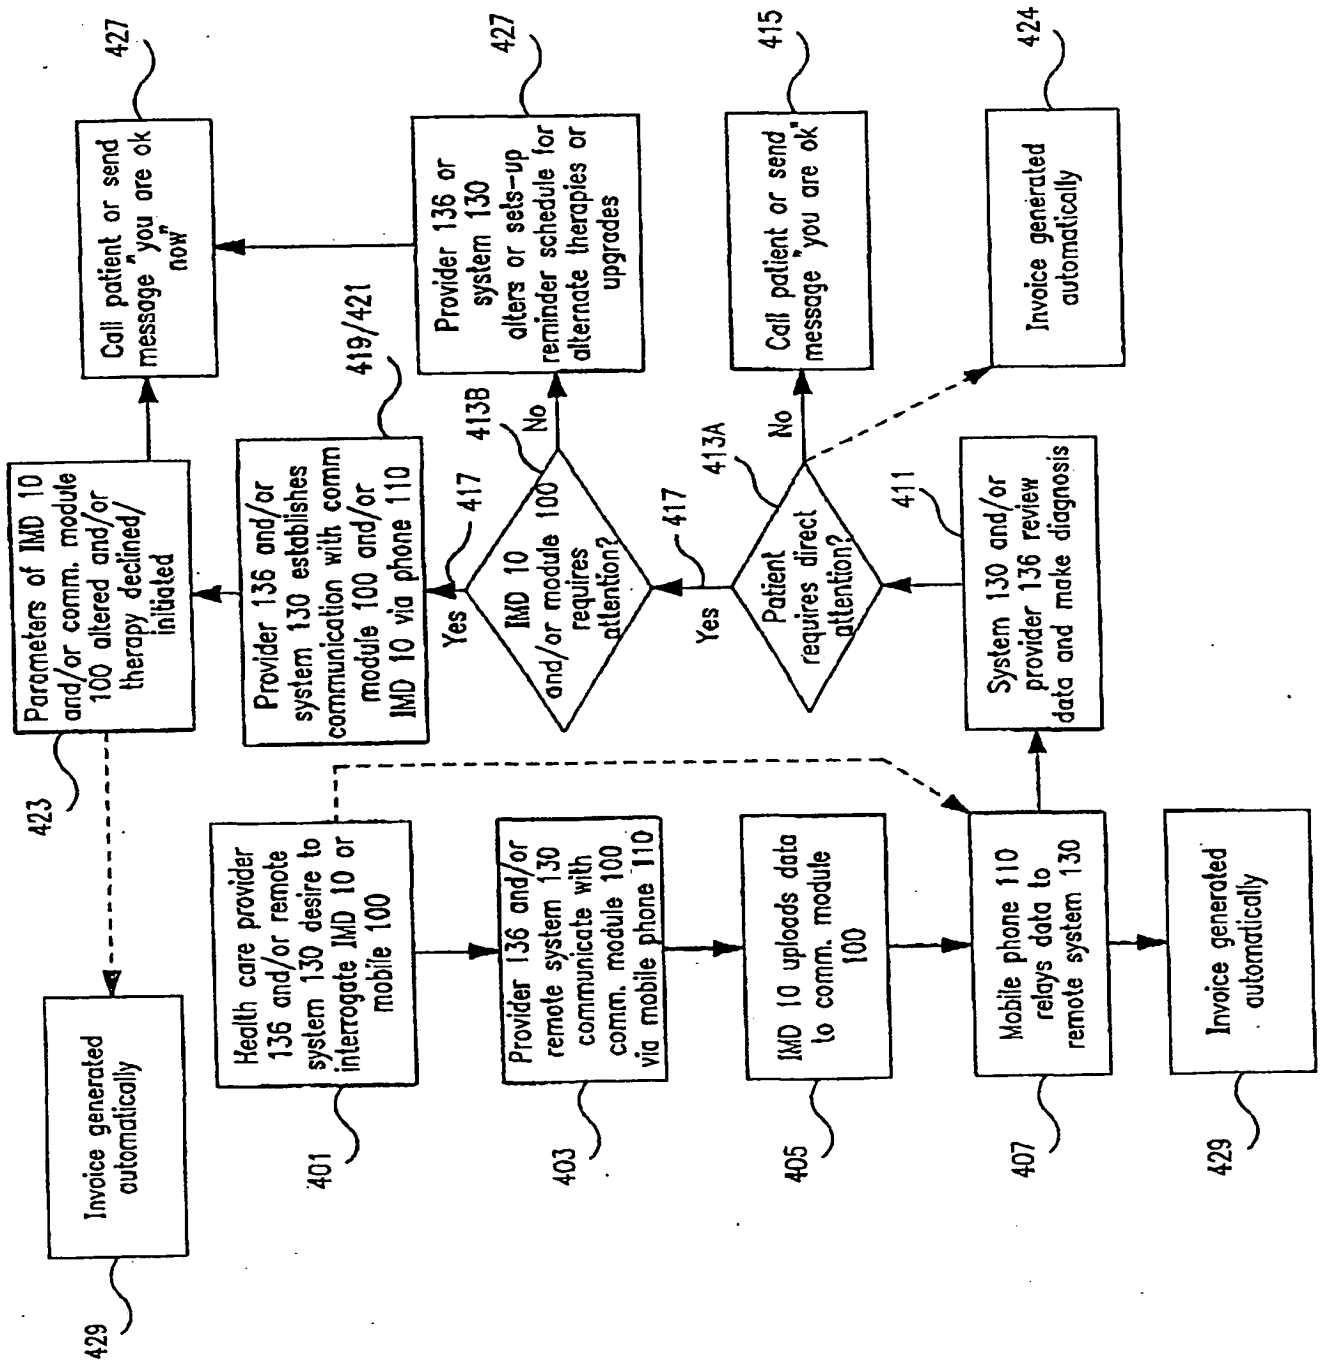 429
Invoice generated
automatically
423
Parameters of IMD 10
and/or comm. module
100 altered and/or
therapy declined/
initiated
427
Call patient or send
message "you are ok
now"
401
Health care provider
136 and/or remote
system 130 desire to
interrogate IMD 10 or
mobile 100
419/421
Provider 136 and/or
system 130 establishes
communication with comm
module 100 and/or
IMD 10 via phone 110
417
Yes
413B
IMD 10
and/or module 100
requires
attention?
No
427
Provider 136 or
system 130
alters or sets-up
reminder schedule for
alternate therapies or
upgrades
403
Provider 136 and/or
remote system 130
communicate with
comm. module 100
via mobile phone 110
417
Yes
413A
Patient
requires direct
attention?
No
415
Call patient or send
message "you are ok"
405
IMD 10 uploads data
to comm. module
100
411
System 130 and/or
provider 136 review
data and make diagnosis
424
Invoice generated
automatically
407
Mobile phone 110
relays data to
remote system 130
429
Invoice generated
automatically